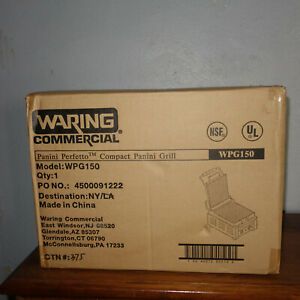 WARING
COMMERCIAL®
NSF®
UL®
Panini Perfetto™ Compact Panini Grill
WPG150
Model:WPG150
Qty:1
PO NO.: 4500091222
Destination:NY/LA
Made in China
Waring Commercial
East Windsor,NJ 08520
Glendale,AZ 85307
Torrington,CT 06790
McConnellsburg,PA 17233
CTN#:375